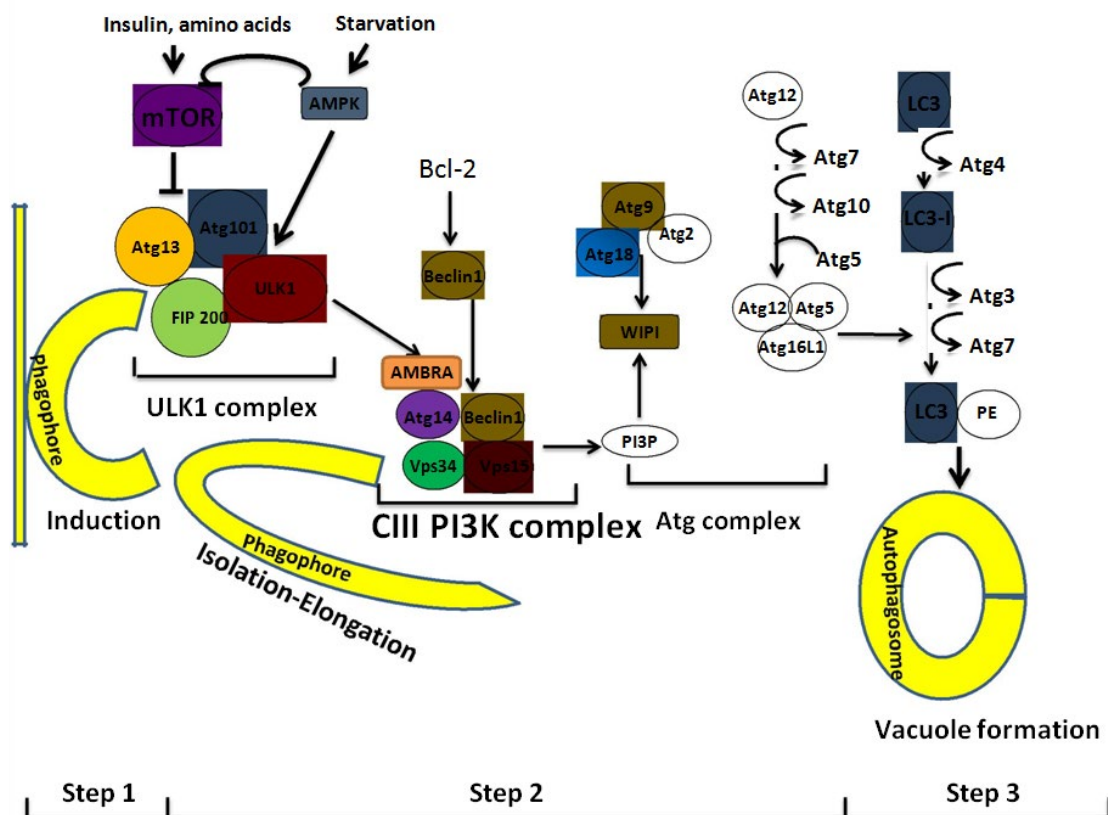 Insulin, amino acids
Starvation
mTOR
AMPK
Atg101
Atg13
ULK1
FIP 200
ULK1 complex
Phagophore
Induction
Bcl-2
Beclin1
AMBRA
Atg14
Beclin1
Vps34
Vps15
CIII PI3K complex
Phagophore
Isolation-Elongation
Atg9
Atg2
Atg18
WIPI
PI3P
Atg complex
Atg12
Atg7
Atg10
Atg5
Atg12
Atg5
Atg16L1
LC3
Atg4
LC3-I
Atg3
Atg7
LC3
PE
Autophagosome
Vacuole formation
Step 1
Step 2
Step 3